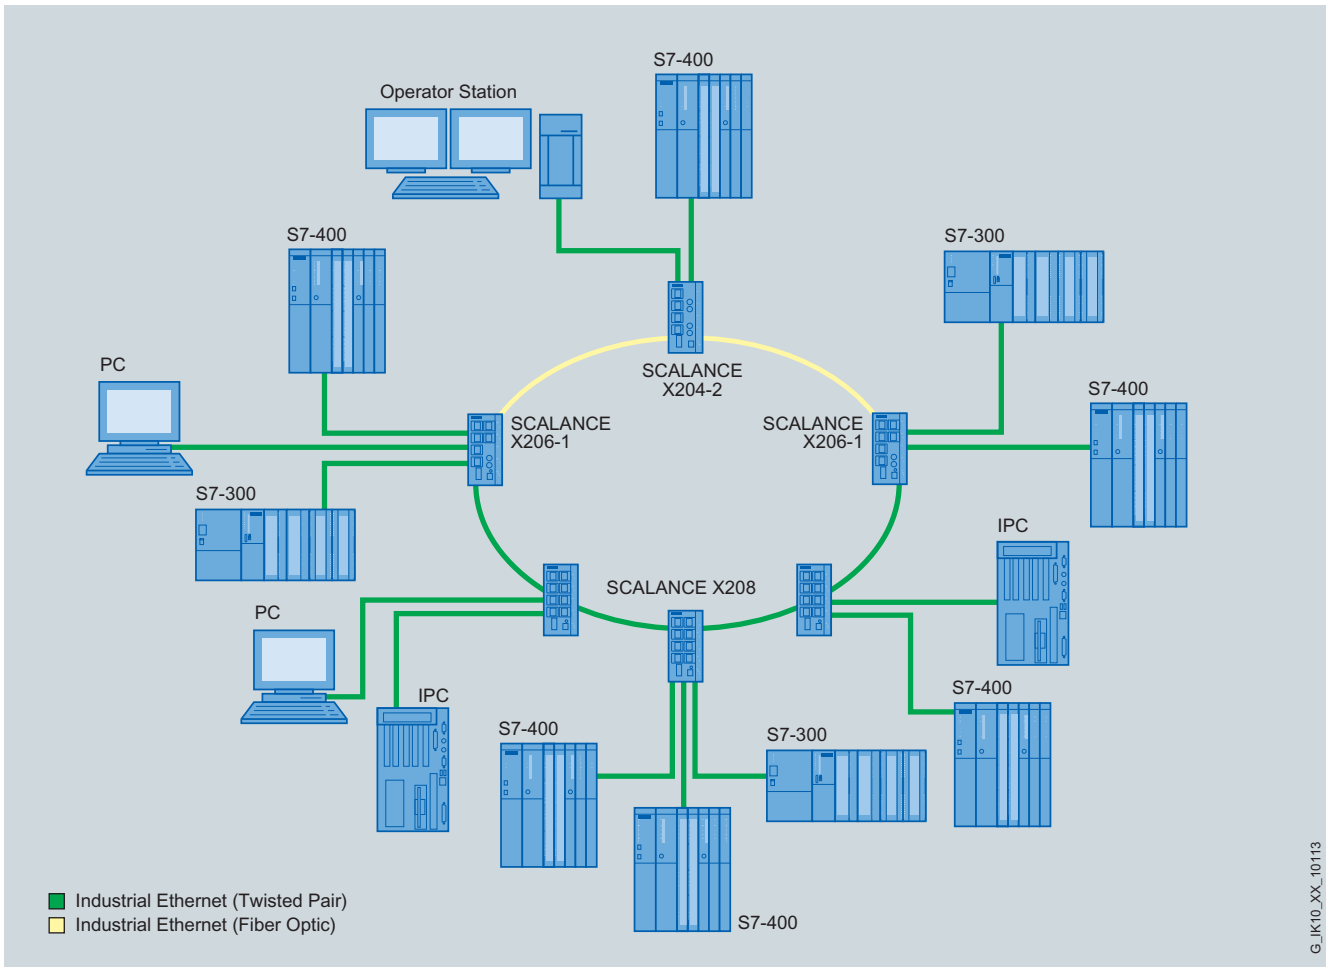 S7-400
Operator Station
S7-400
S7-300
SCALANCE
X204-2
PC
S7-400
SCALANCE
X206-1
SCALANCE
X206-1
S7-300
IPC
SCALANCE X208
PC
S7-400
IPC
S7-400
S7-300
S7-400
Industrial Ethernet (Twisted Pair)
Industrial Ethernet (Fiber Optic)
G_IK10_XX_10113